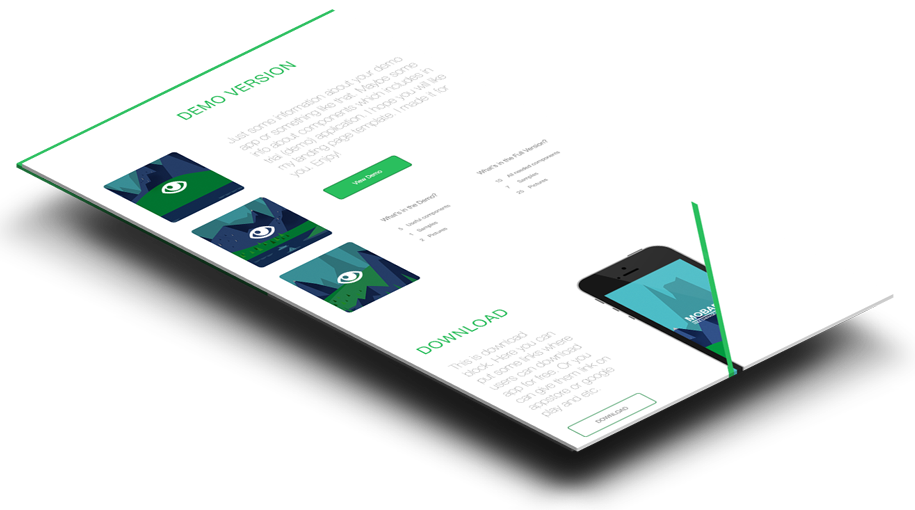 DEMO VERSION
Just some information about your demo
app or something like that. Maybe some
info about components which includes in
trial (demo) application. I hope you will like
my landing page template. I made it for
you. Enjoy!
View Demo
What's in the Demo?
5 Useful components
1 Samples
3 Pictures
What's in the Full Version?
10 All needed components
7 Samples
25 Pictures
DOWNLOAD
This is download
block. Here you can
put some links where
users can download
app for free. Or you
can give them link on
appstore or google
play and etc.
DOWNLOAD